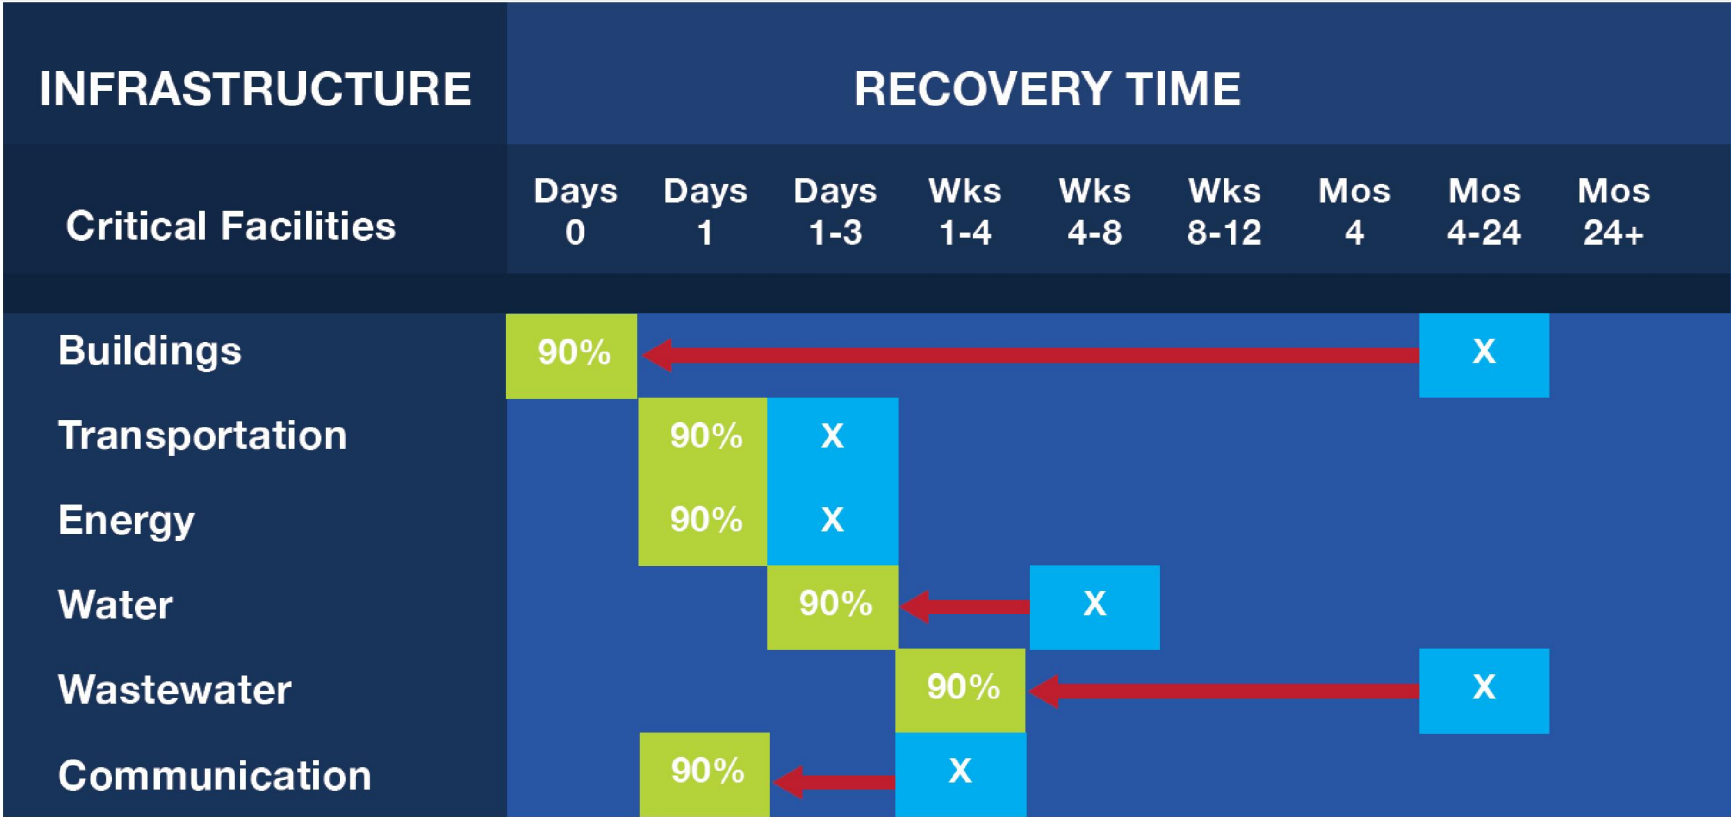 INFRASTRUCTURE RECOVERY TIME
Critical Facilities
Days 0
Days 1
Days 1-3
Wks 1-4
Wks 4-8
Wks 8-12
Mos 4
Mos 4-24
Mos 24+
Buildings 90% X
Transportation 90% X
Energy 90% X
Water 90% X
Wastewater 90% X
Communication 90% X